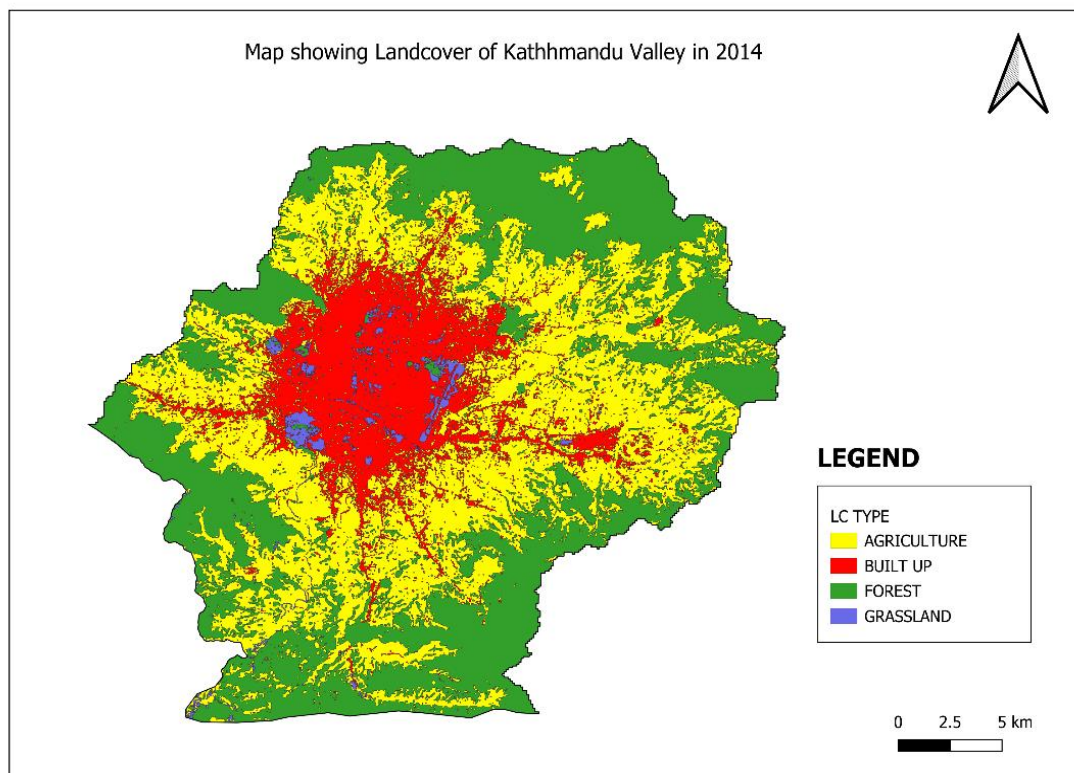 Map showing Landcover of Kathhmandu Valley in 2014
LEGEND
LC TYPE
AGRICULTURE
BUILT UP
FOREST
GRASSLAND
0 2.5 5 km